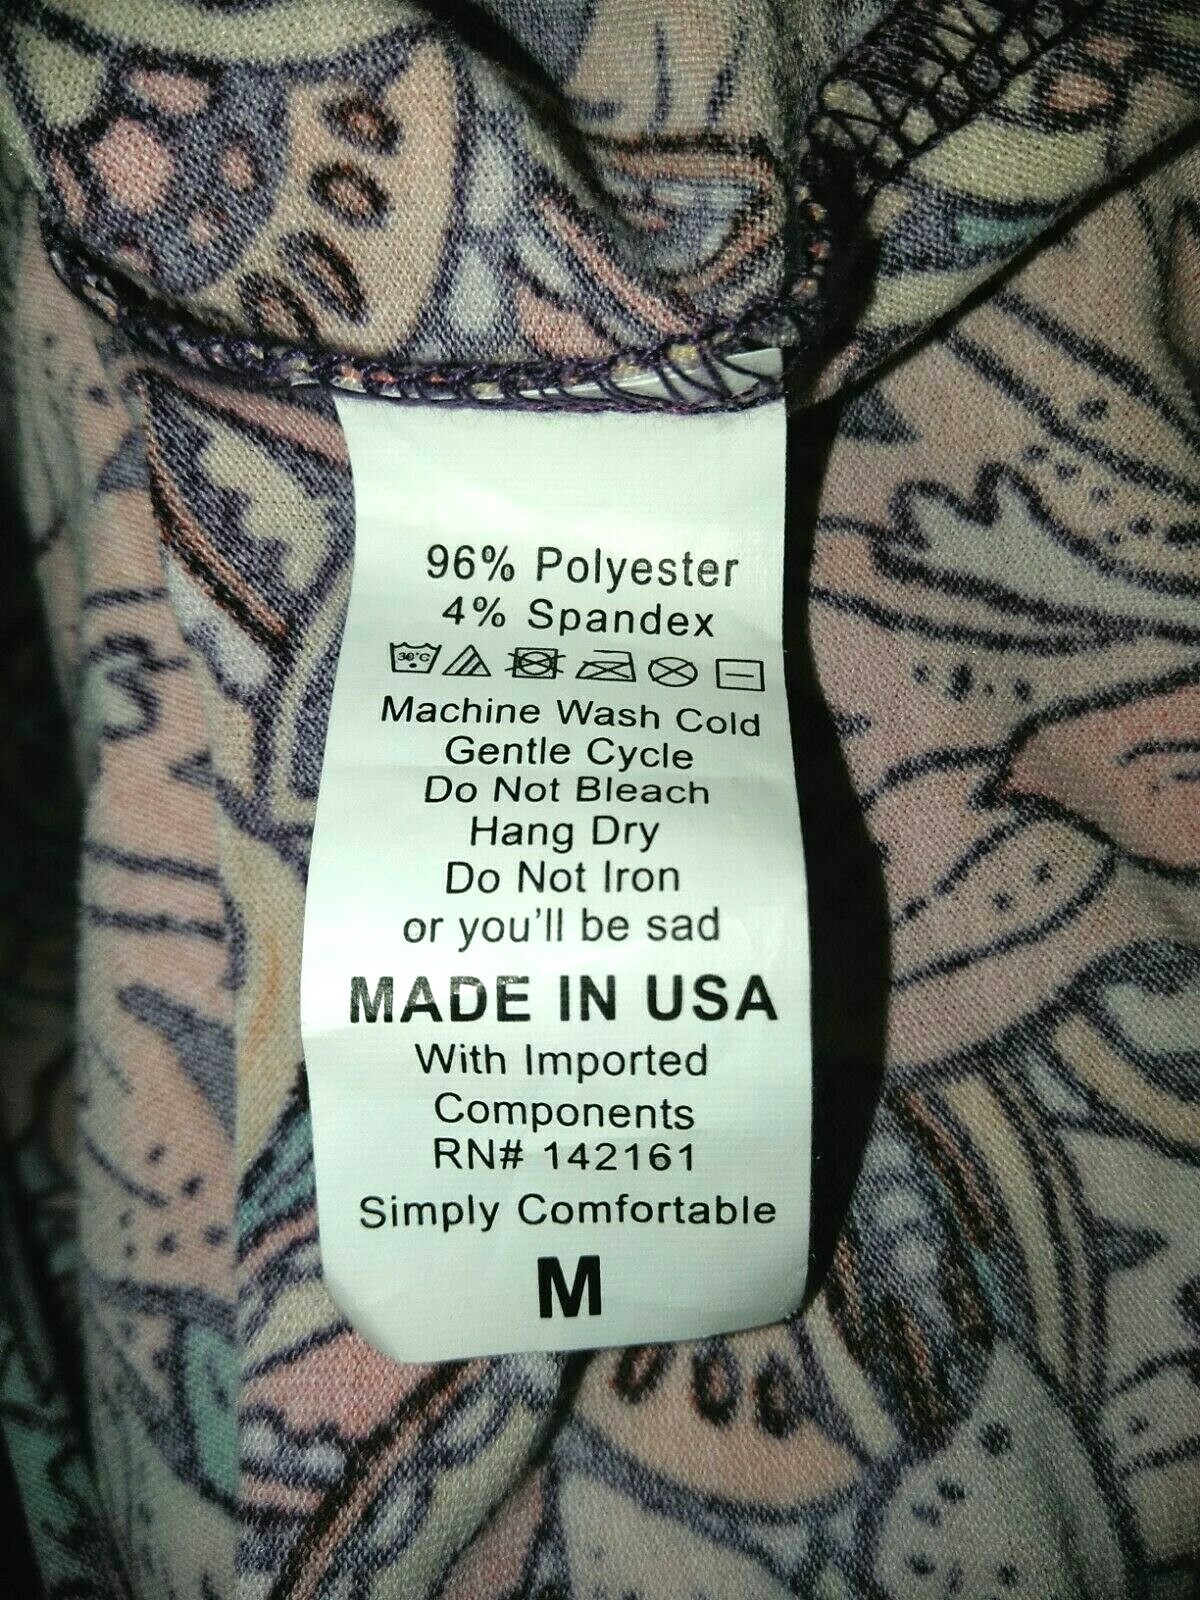 96% Polyester
4% Spandex
30°C
Machine Wash Cold
Gentle Cycle
Do Not Bleach
Hang Dry
Do Not Iron
or you'll be sad
MADE IN USA
With Imported
Components
RN# 142161
Simply Comfortable
M